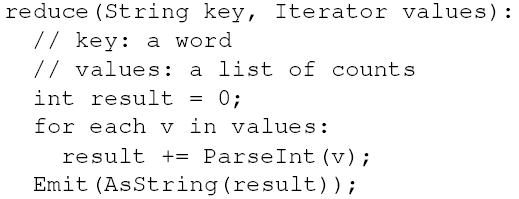 reduce(String key, Iterator values):
  // key: a word
  // values: a list of counts
  int result = 0;
  for each v in values:
    result += ParseInt(v);
  Emit(AsString(result));